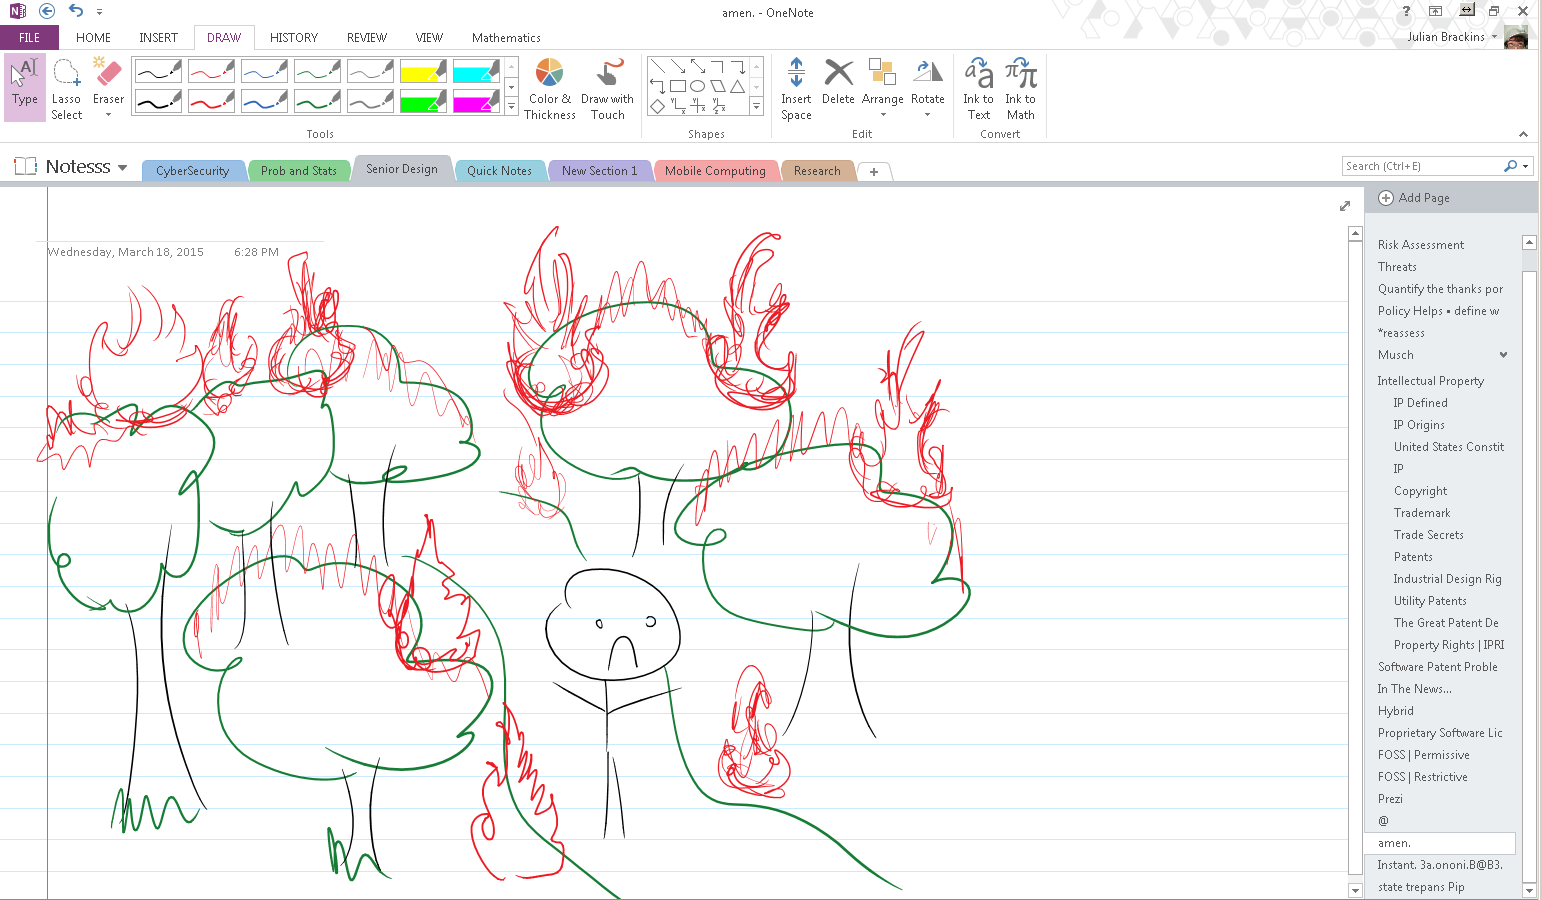 amen. - OneNote
?
Julian Brackins
FILE HOME INSERT DRAW HISTORY REVIEW VIEW Mathematics
Type
Lasso Select
Eraser
Color & Thickness
Draw with Touch
Insert Space
Delete
Arrange
Rotate
Ink to Text
Ink to Math
Tools
Shapes
Edit
Convert
Notesss
CyberSecurity Prob and Stats Senior Design Quick Notes New Section 1 Mobile Computing Research
Search (Ctrl+E)
Add Page
Wednesday, March 18, 2015 6:28 PM
Risk Assessment
Threats
Quantify the thanks por
Policy Helps • define w
*reassess
Musch
Intellectual Property
IP Defined
IP Origins
United States Constit
IP
Copyright
Trademark
Trade Secrets
Patents
Industrial Design Rig
Utility Patents
The Great Patent De
Property Rights | IPRI
Software Patent Proble
In The News...
Hybrid
Proprietary Software Lic
FOSS | Permissive
FOSS | Restrictive
Prezi
@
amen.
Instant. 3a.ononi.B@B3.
state trepans Pip